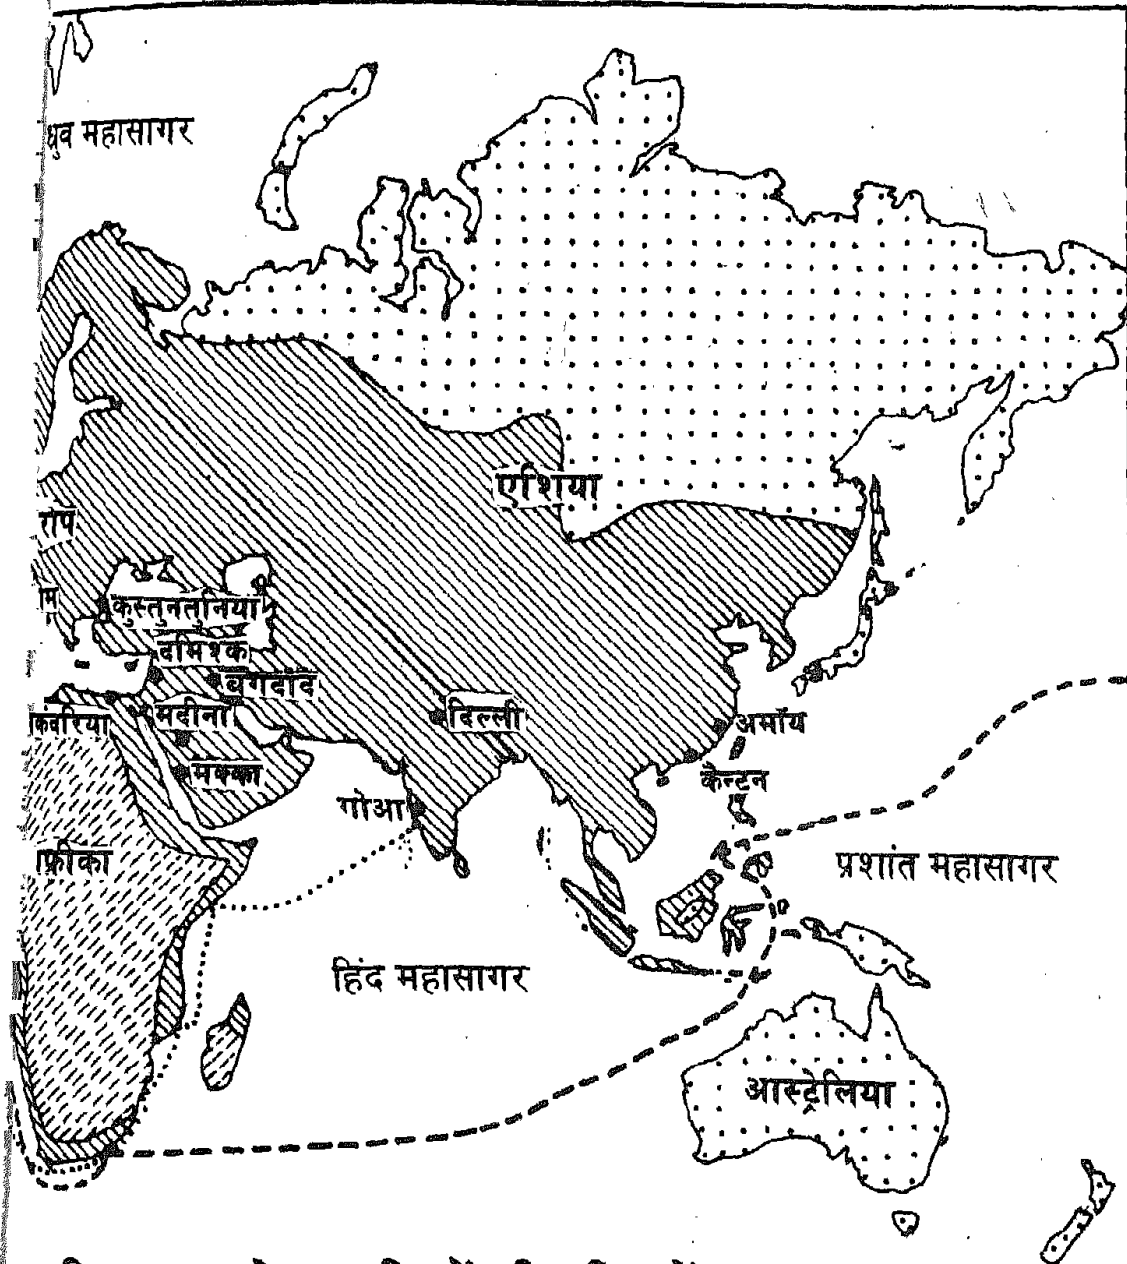 ध्रुव महासागर
एशिया
रोप
म
कुस्तुनतुनिया
दमिश्क
बगदाद
मदीना
दिल्ली
अमॉय
मक्का
कैन्टन
गोआ
फ्रीका
प्रशांत महासागर
हिंद महासागर
आस्ट्रेलिया